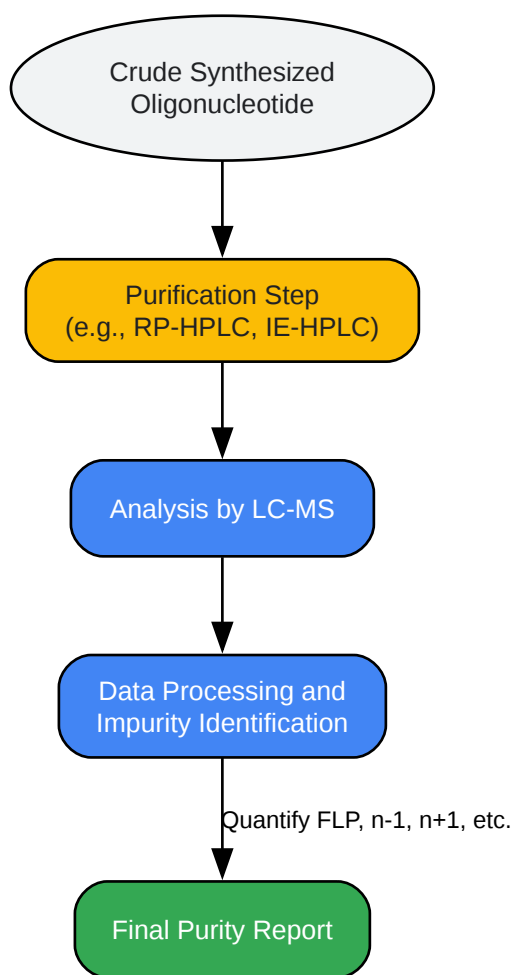 Crude Synthesized
Oligonucleotide
Purification Step
(e.g., RP-HPLC, IE-HPLC)
Analysis by LC-MS
Data Processing and
Impurity Identification
Quantify FLP, n-1, n+1, etc.
Final Purity Report